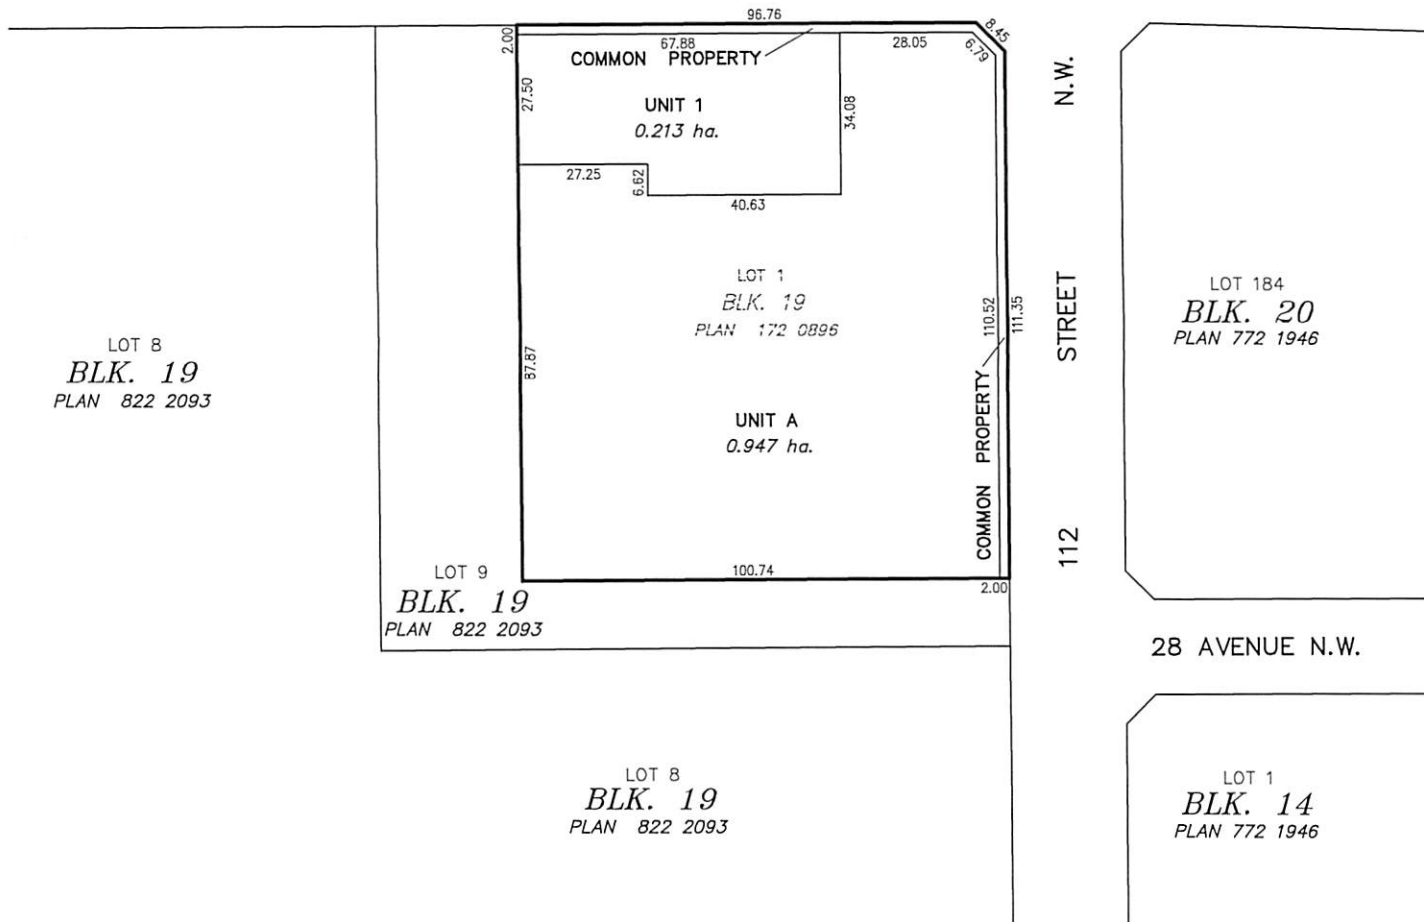 96.76
8.45
2.00
67.88
28.05
6.79
COMMON PROPERTY
N.W.
27.50
UNIT 1
0.213 ha.
34.08
27.25
6.62
40.63
LOT 1
BLK. 19
PLAN 172 0896
110.52
111.35
STREET
LOT 184
BLK. 20
PLAN 772 1946
LOT 8
BLK. 19
PLAN 822 2093
87.87
UNIT A
0.947 ha.
COMMON PROPERTY
112
100.74
2.00
LOT 9
BLK. 19
PLAN 822 2093
28 AVENUE N.W.
LOT 8
BLK. 19
PLAN 822 2093
LOT 1
BLK. 14
PLAN 772 1946